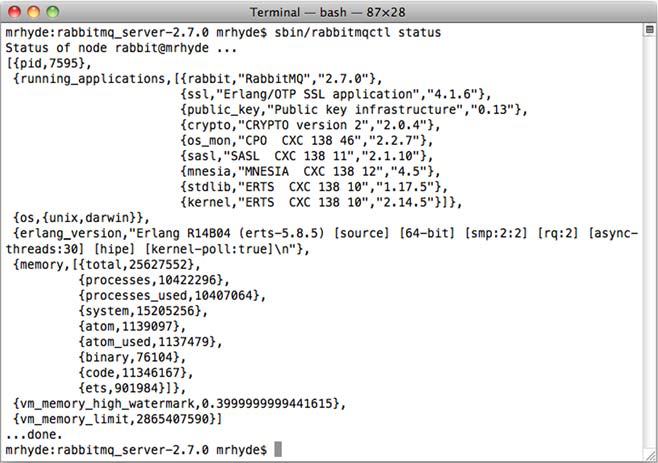 Terminal — bash — 87×28
mrhyde:rabbitmq_server-2.7.0 mrhyde$ sbin/rabbitmqctl status
Status of node rabbit@mrhyde ...
[{pid,7595},
{running_applications,[{rabbit,"RabbitMQ","2.7.0"},
{ssl,"Erlang/OTP SSL application","4.1.6"},
{public_key,"Public key infrastructure","0.13"},
{crypto,"CRYPTO version 2","2.0.4"},
{os_mon,"CPO  CXC 138 46","2.2.7"},
{sasl,"SASL  CXC 138 11","2.1.10"},
{mnesia,"MNESIA  CXC 138 12","4.5"},
{stdlib,"ERTS  CXC 138 10","1.17.5"},
{kernel,"ERTS  CXC 138 10","2.14.5"}]},
{os,{unix,darwin}},
{erlang_version,"Erlang R14B04 (erts-5.8.5) [source] [64-bit] [smp:2:2] [rq:2] [async-
threads:30] [hipe] [kernel-poll:true]\n"},
{memory,[{total,25627552},
{processes,10422296},
{processes_used,10407064},
{system,15205256},
{atom,1139097},
{atom_used,1137479},
{binary,76104},
{code,11346167},
{ets,901984}]},
{vm_memory_high_watermark,0.3999999999441615},
{vm_memory_limit,2865407590}]
...done.
mrhyde:rabbitmq_server-2.7.0 mrhyde$